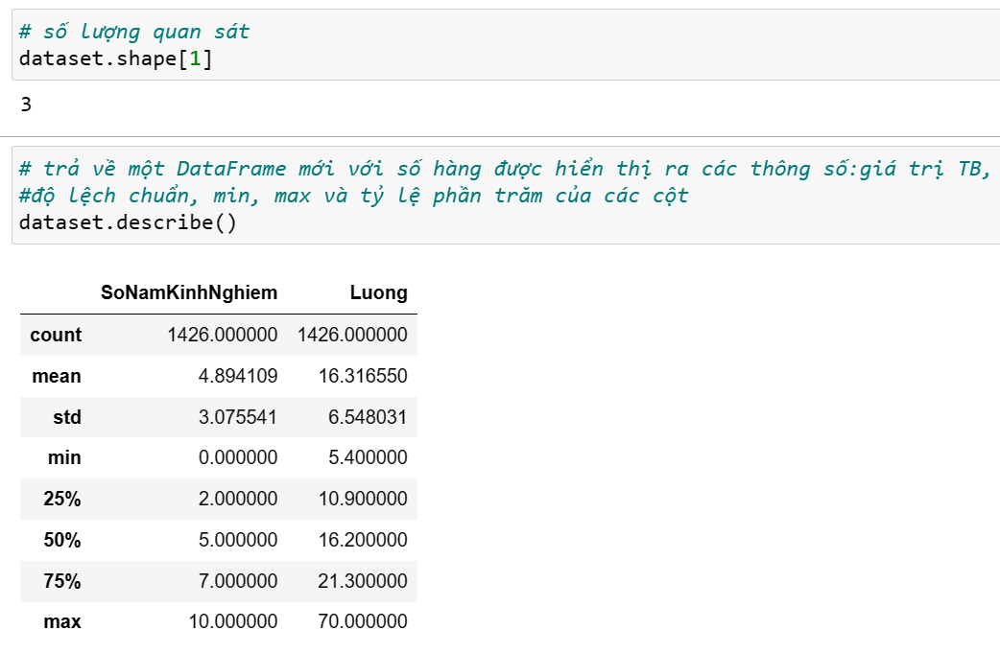 # số lượng quan sát
dataset.shape[1]
3
# trả về một DataFrame mới với số hàng được hiển thị ra các thông số:giá trị TB,
#độ lệch chuẩn, min, max và tỷ lệ phần trăm của các cột
dataset.describe()
SoNamKinhNghiem Luong
count 1426.000000 1426.000000
mean 4.894109 16.316550
std 3.075541 6.548031
min 0.000000 5.400000
25% 2.000000 10.900000
50% 5.000000 16.200000
75% 7.000000 21.300000
max 10.000000 70.000000